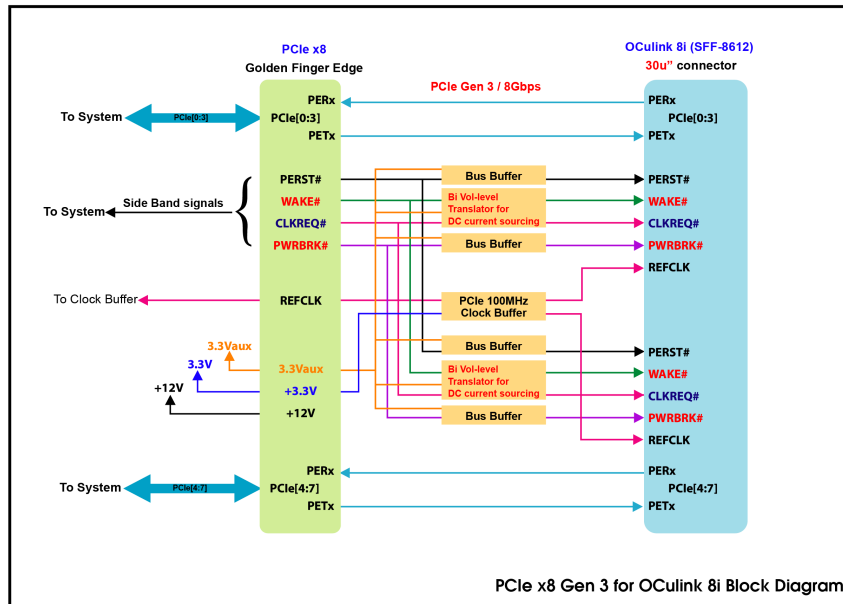 PCIe x8
Golden Finger Edge
OCulink 8i (SFF-8612)
30u" connector
PCIe Gen 3 / 8Gbps
To System
PCIe[0:3]
PERx
PCIe[0:3]
PETx
PERx
PCIe[0:3]
PETx
Side Band signals
To System
PERST#
WAKE#
CLKREQ#
PWRBRK#
Bus Buffer
Bi Vol-level
Translator for
DC current sourcing
Bus Buffer
PERST#
WAKE#
CLKREQ#
PWRBRK#
REFCLK
To Clock Buffer
REFCLK
PCIe 100MHz
Clock Buffer
3.3Vaux
3.3V
+12V
3.3Vaux
+3.3V
+12V
Bus Buffer
Bi Vol-level
Translator for
DC current sourcing
Bus Buffer
PERST#
WAKE#
CLKREQ#
PWRBRK#
REFCLK
To System
PCIe[4:7]
PERx
PCIe[4:7]
PETx
PERx
PCIe[4:7]
PETx
PCIe x8 Gen 3 for OCulink 8i Block Diagram